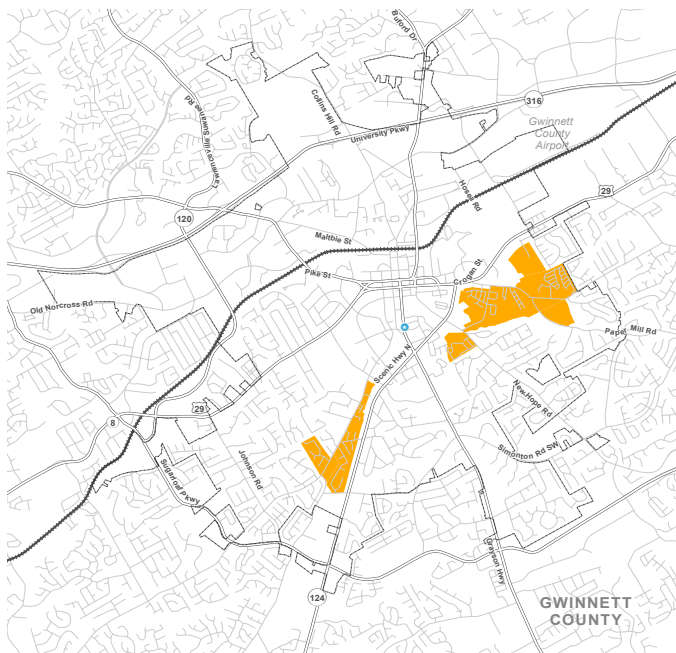 Buford Dr
316
Collins Hill Rd
University Pkwy
Gwinnett
County
Airport
Lawrenceville Suwanee Rd
Hosea Rd
29
120
Maltbie St
Pike St
Crogan St
Old Norcross Rd
Scenic Hwy N
Paper Mill Rd
New Hope Rd
29
8
Simonton Rd SW
Johnson Rd
Sugarloaf Pkwy
Grayson Hwy
124
GWINNETT
COUNTY